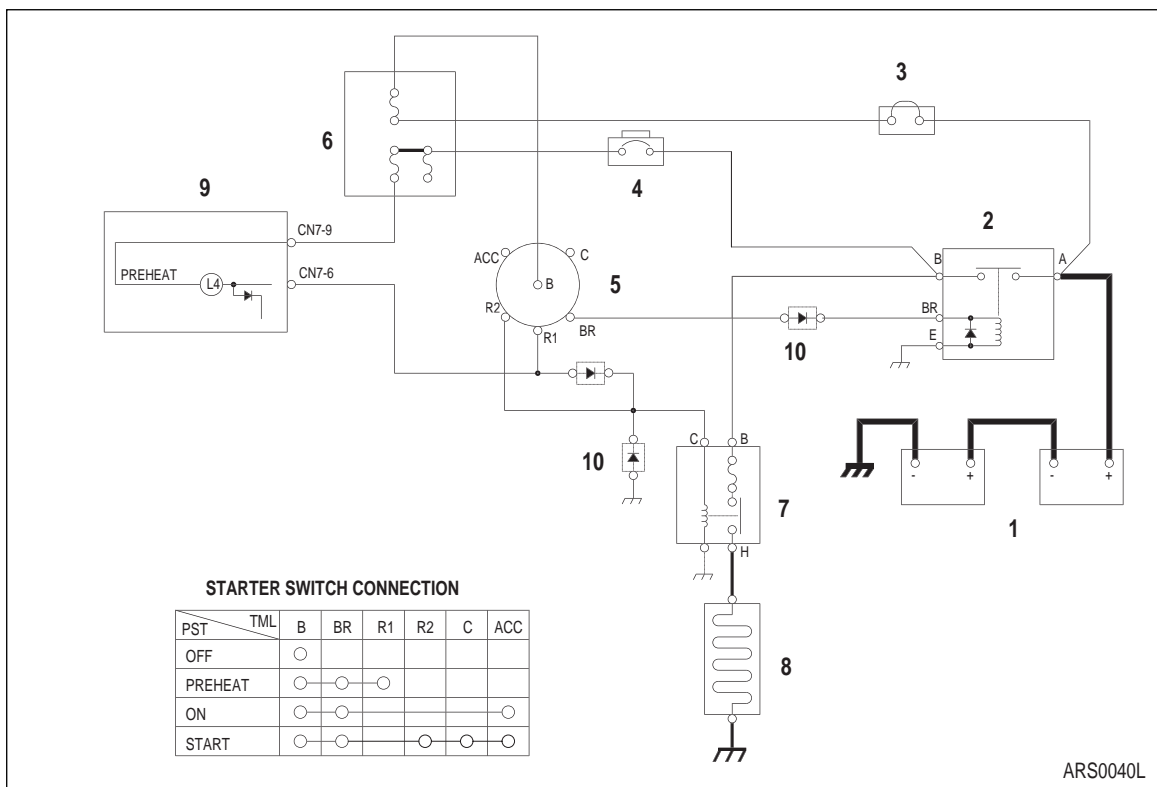 3
6
4
9
2
CN7-9
PREHEAT
L4
CN7-6
ACC
C
B
5
R2
R1
BR
10
B
A
BR
E
10
C
B
7
H
-
+
-
+
1
8
STARTER SWITCH CONNECTION
PST TML B BR R1 R2 C ACC
OFF
PREHEAT
ON
START
ARS0040L